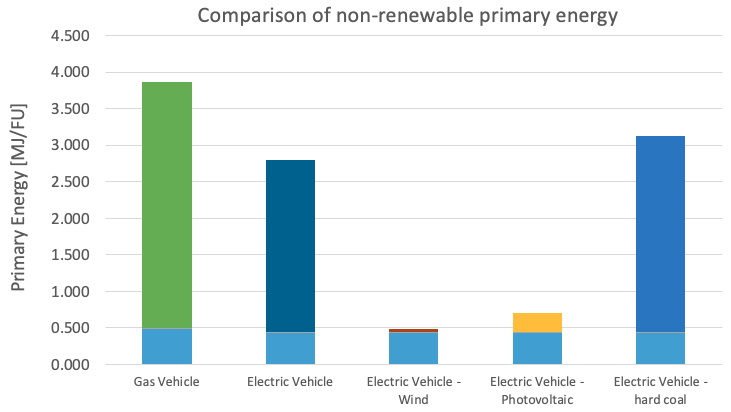 Comparison of non-renewable primary energy
Primary Energy [MJ/FU]
4.500
4.000
3.500
3.000
2.500
2.000
1.500
1.000
0.500
0.000
Gas Vehicle
Electric Vehicle
Electric Vehicle -
Wind
Electric Vehicle -
Photovoltaic
Electric Vehicle -
hard coal